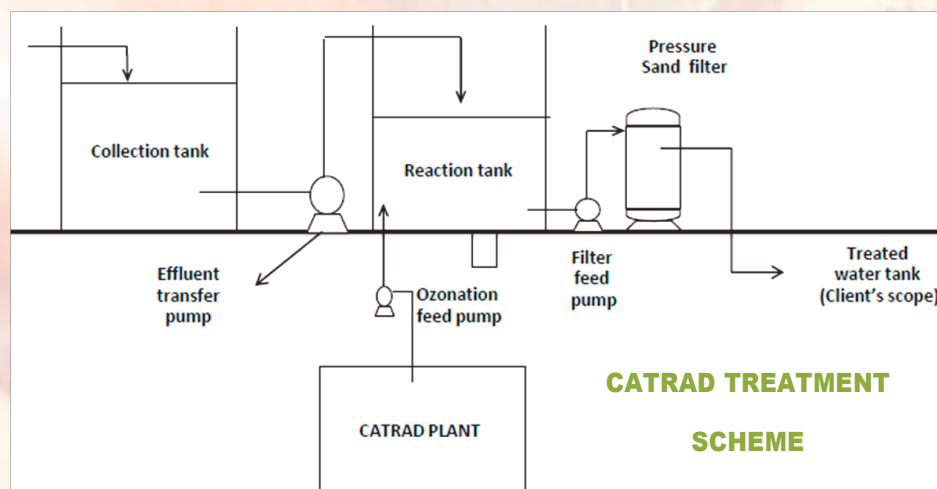 Pressure
Sand filter
Collection tank
Reaction tank
Effluent
transfer
pump
Ozonation
feed pump
Filter
feed
pump
Treated
water tank
(Client's scope)
CATRAD PLANT
CATRAD TREATMENT
SCHEME